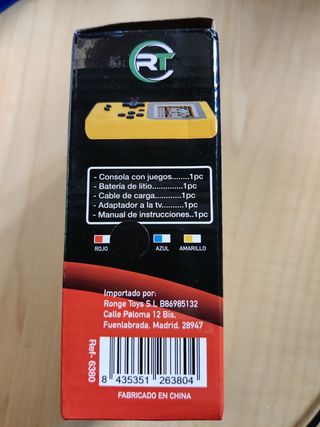 RT
- Consola con juegos........1pc
- Batería de litio..............1pc
- Cable de carga..............1pc
- Adaptador a la tv...........1pc
- Manual de instrucciones..1pc
ROJO AZUL AMARILLO
Importado por:
Ronge Toys S.L B86985132
Calle Paloma 12 Bis.
Fuenlabrada. Madrid. 28947
Ref- 6380
8 435351 263804
FABRICADO EN CHINA